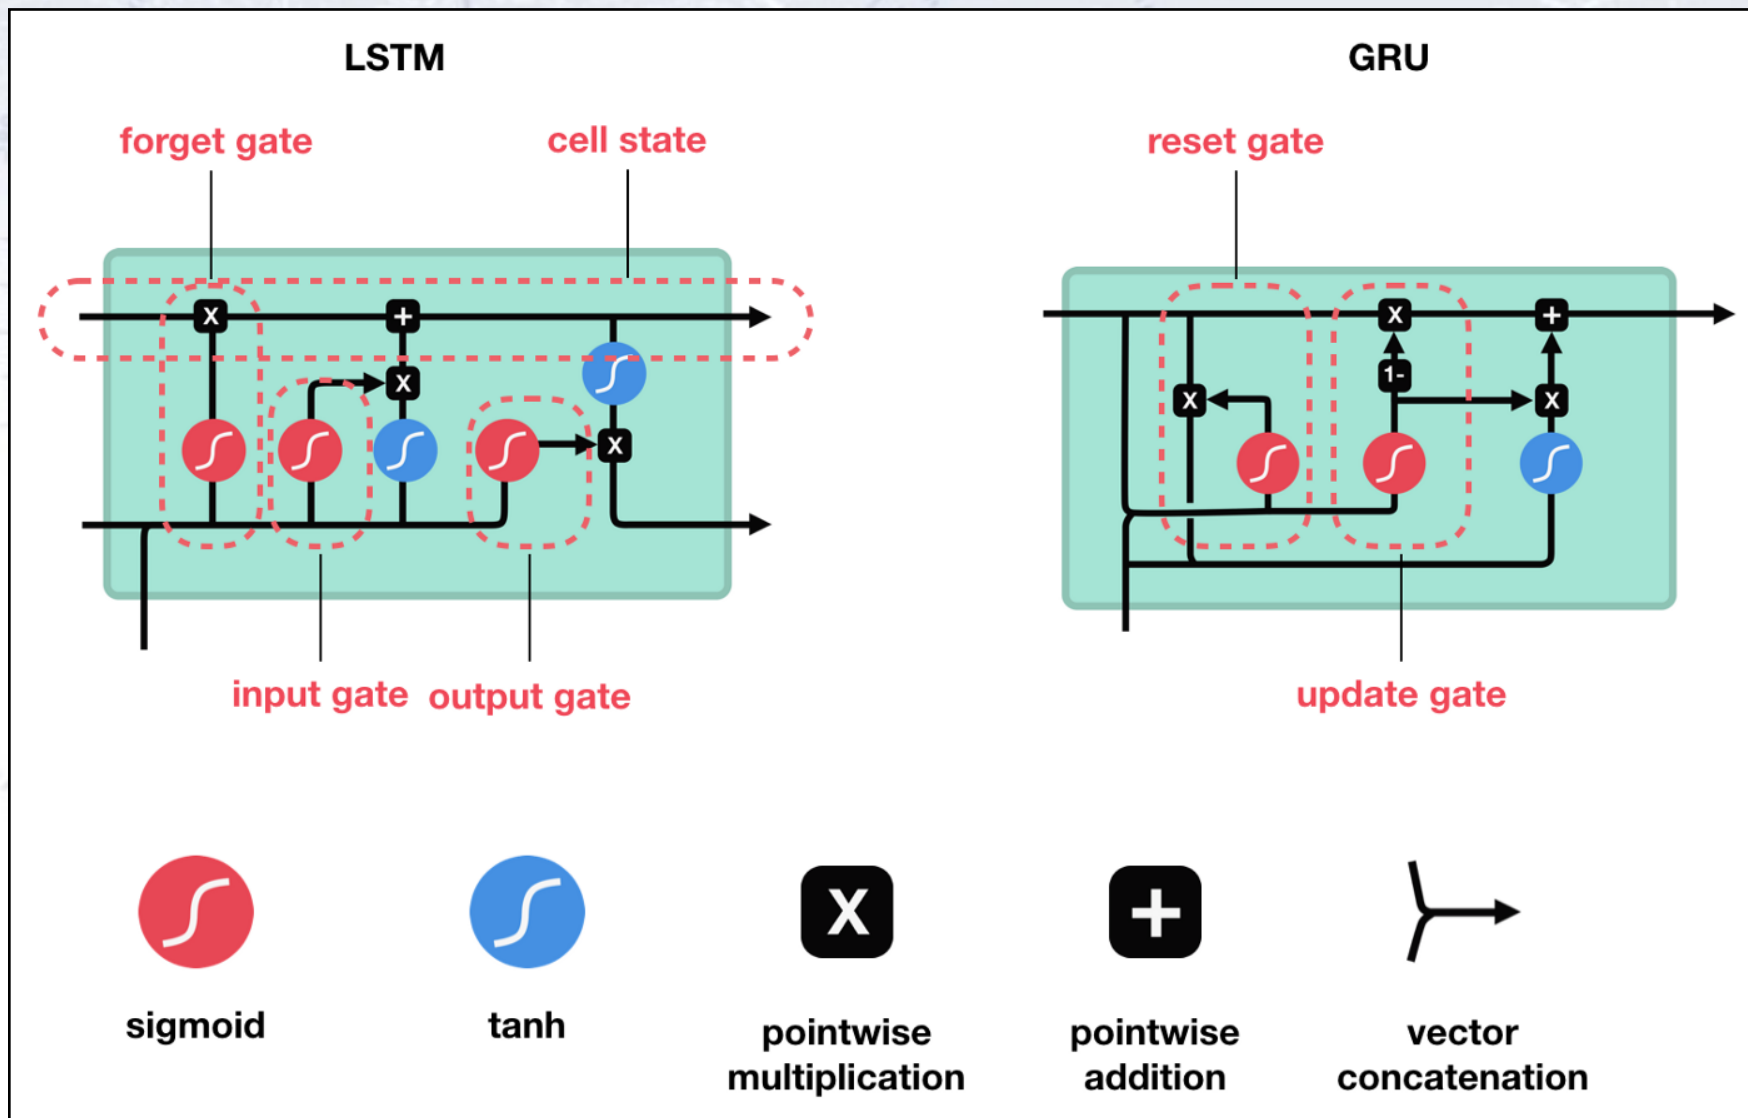 LSTM
GRU
forget gate
cell state
reset gate
X
+
X
X
X
+
1-
X
X
input gate
output gate
update gate
X
+
sigmoid
tanh
pointwise
multiplication
pointwise
addition
vector
concatenation